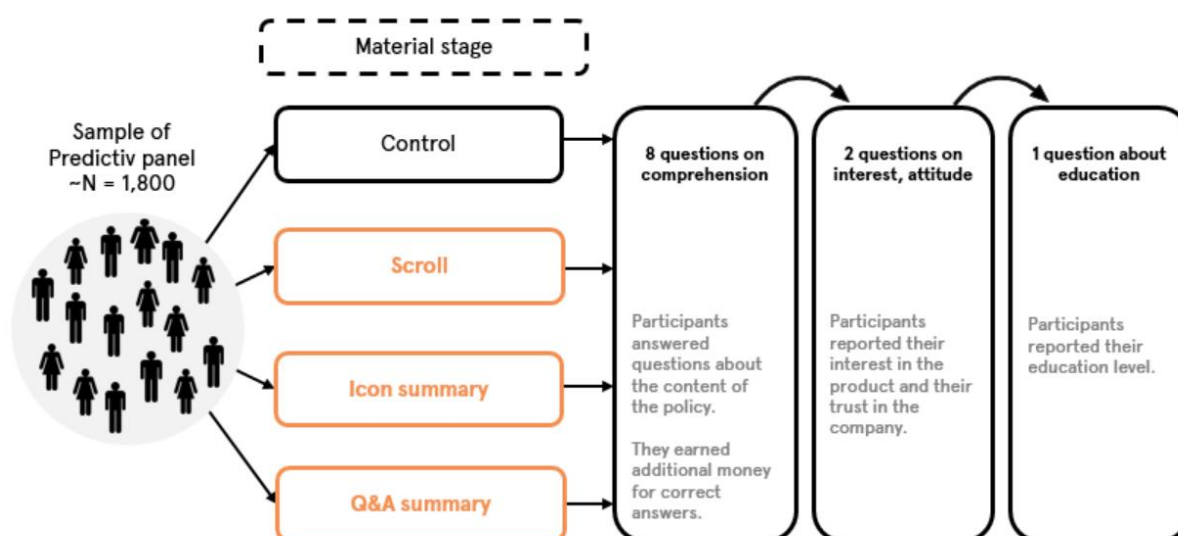 Material stage
Sample of
Predictiv panel
~N = 1,800
Control
Scroll
Icon summary
Q&A summary
8 questions on
comprehension
Participants
answered
questions about
the content of
the policy.
They earned
additional money
for correct
answers.
2 questions on
interest, attitude
Participants
reported their
interest in the
product and their
trust in the
company.
1 question about
education
Participants
reported their
education level.